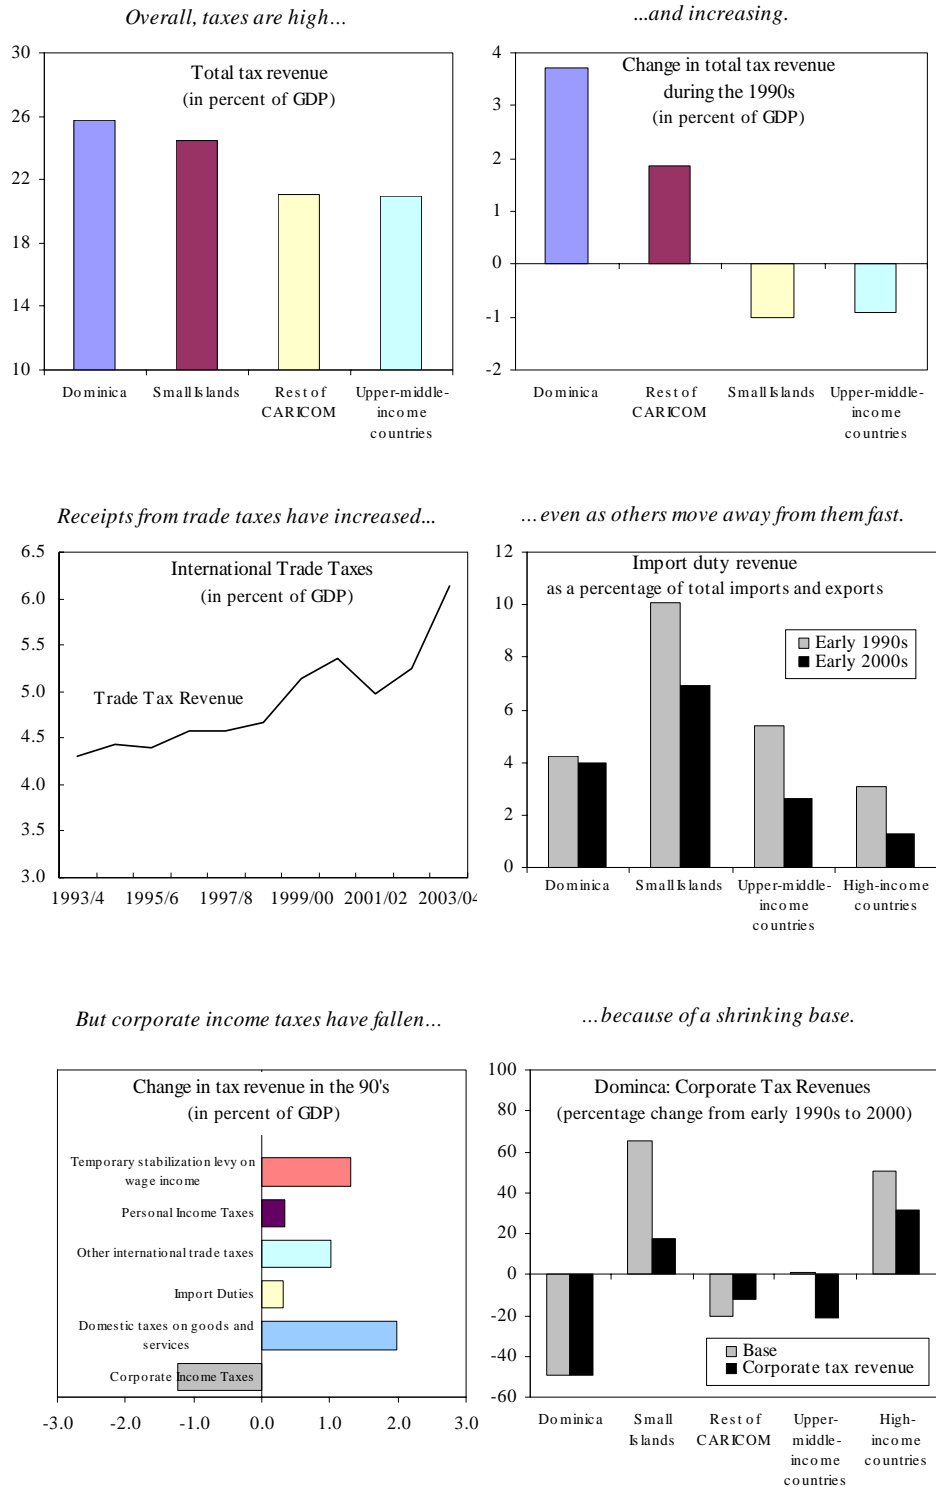 Overall, taxes are high…
30
26
22
18
14
10
Total tax revenue
(in percent of GDP)
Dominica
Small Islands
Rest of
CARICOM
Upper-middle-
income
countries
...and increasing.
4
3
2
1
0
-1
-2
Change in total tax revenue
during the 1990s
(in percent of GDP)
Dominica
Rest of
CARICOM
Small Islands
Upper-middle-
income
countries
Receipts from trade taxes have increased...
6.5
6.0
5.5
5.0
4.5
4.0
3.5
3.0
International Trade Taxes
(in percent of GDP)
Trade Tax Revenue
1993/4 1995/6 1997/8 1999/00 2001/02 2003/04
…even as others move away from them fast.
12
10
8
6
4
2
0
Import duty revenue
as a percentage of total imports and exports
Early 1990s
Early 2000s
Dominica
Small Islands
Upper-middle-
income
countries
High-income
countries
But corporate income taxes have fallen…
Change in tax revenue in the 90's
(in percent of GDP)
Temporary stabilization levy on
wage income
Personal Income Taxes
Other international trade taxes
Import Duties
Domestic taxes on goods and
services
Corporate Income Taxes
-3.0 -2.0 -1.0 0.0 1.0 2.0 3.0
…because of a shrinking base.
100
80
60
40
20
0
-20
-40
-60
Dominca: Corporate Tax Revenues
(percentage change from early 1990s to 2000)
Base
Corporate tax revenue
Dominica
Small
Islands
Rest of
CARICOM
Upper-
middle-
income
countries
High-
income
countries